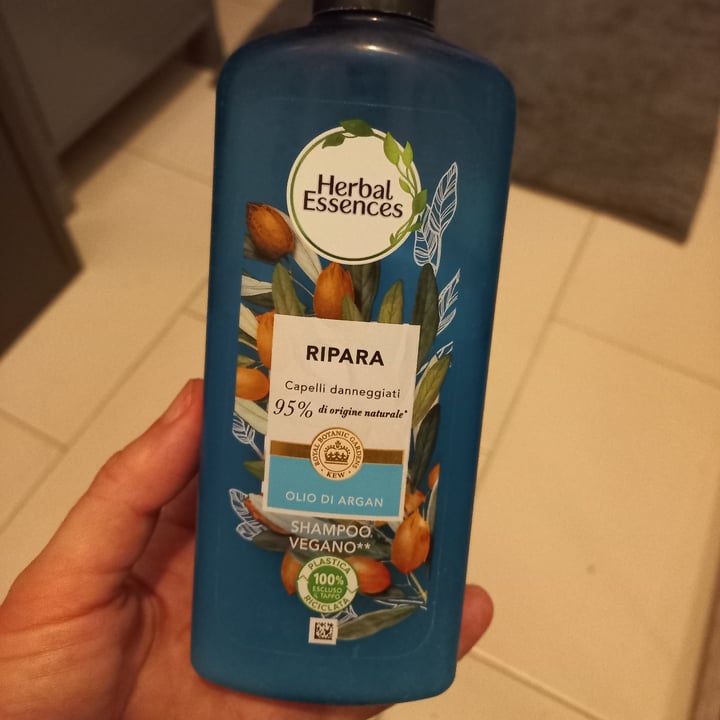 Herbal
Essences
RIPARA
Capelli danneggiati
95% di origine naturale*
ROYAL BOTANIC GARDENS
KEW
OLIO DI ARGAN
SHAMPOO
VEGANO**
PLASTICA
100%
ESCLUSO
IL TAPPO
RICICLATA